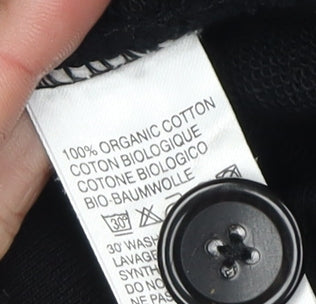 100% ORGANIC COTTON
COTON BIOLOGIQUE
COTONE BIOLOGICO
BIO-BAUMWOLLE
30°
30° WASH
LAVAGE
SYNTH
DO NO
NE PAS